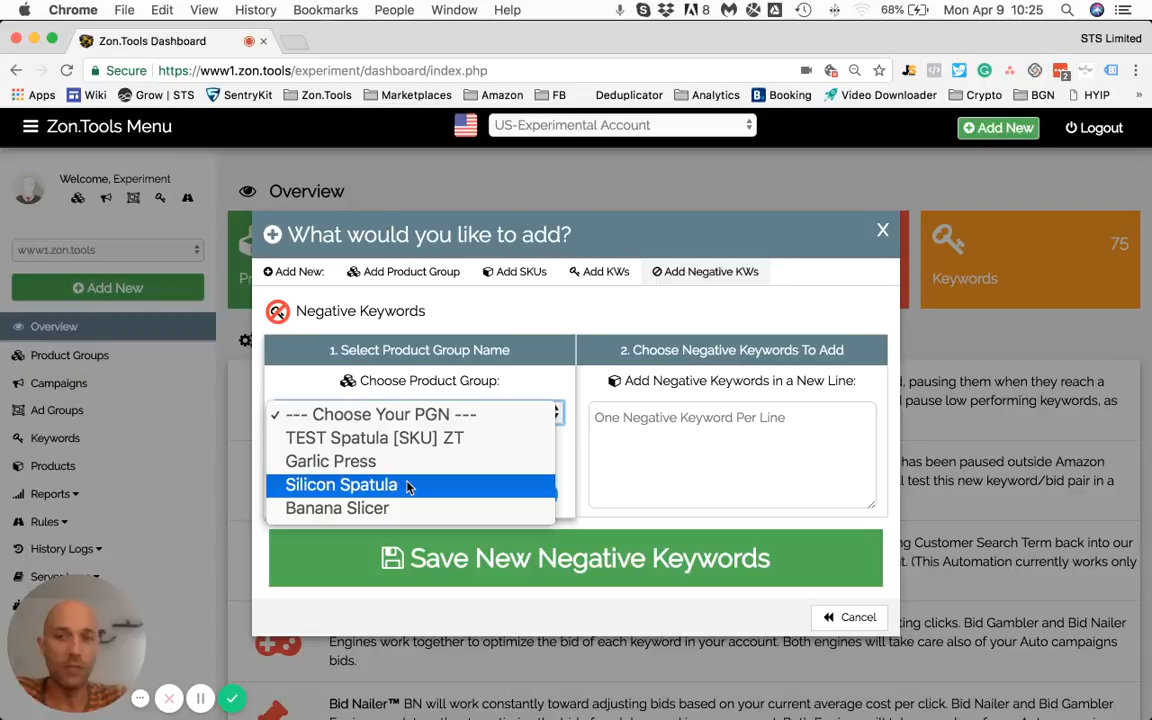 Chrome File Edit View History Bookmarks People Window Help 8 68% Mon Apr 9 10:25
Zon.Tools Dashboard STS Limited
Secure https://www1.zon.tools/experiment/dashboard/index.php 2
Apps Wiki Grow | STS SentryKit Zon.Tools Marketplaces Amazon FB Deduplicator Analytics Booking Video Downloader Crypto BGN HYIP »
Zon.Tools Menu US-Experimental Account Add New Logout
Welcome, Experiment
www1.zon.tools
Add New
Overview
Product Groups
Campaigns
Ad Groups
Keywords
Products
Reports
Rules
History Logs
Overview
75
Keywords
What would you like to add? X
Add New: Add Product Group Add SKUs Add KWs Add Negative KWs
Negative Keywords
1. Select Product Group Name 2. Choose Negative Keywords To Add
Choose Product Group: Add Negative Keywords in a New Line:
✓ --- Choose Your PGN ---
TEST Spatula [SKU] ZT
Garlic Press
Silicon Spatula
Banana Slicer
One Negative Keyword Per Line
Save New Negative Keywords
Cancel
, pausing them when they reach a
pause low performing keywords, as
has been paused outside Amazon
test this new keyword/bid pair in a
ng Customer Search Term back into our
t. (This Automation currently works only
ting clicks. Bid Gambler and Bid Nailer
Engines work together to optimize the bid of each keyword in your account. Both engines will take care also of your Auto campaigns
bids.
Bid Nailer™ BN will work constantly toward adjusting bids based on your current average cost per click. Bid Nailer and Bid Gambler